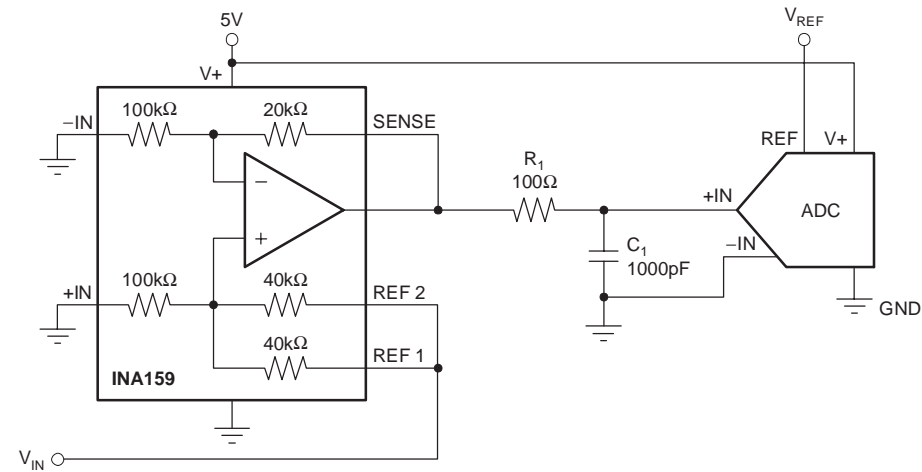 5V
V_REF
V+
100kΩ
20kΩ
−IN
SENSE
REF
V+
R_1
100Ω
−
+IN
ADC
+
−IN
C_1
1000pF
100kΩ
40kΩ
+IN
REF 2
GND
40kΩ
REF 1
INA159
V_IN